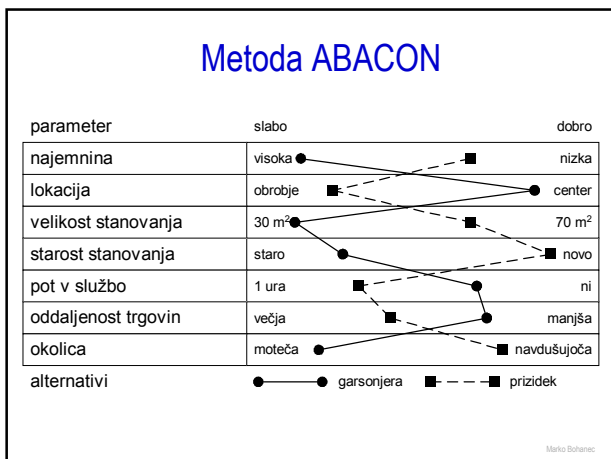 Metoda ABACON
parameter slabo dobro
najemnina visoka nizka
lokacija obrobje center
velikost stanovanja 30 m² 70 m²
starost stanovanja staro novo
pot v službo 1 ura ni
oddaljenost trgovin večja manjša
okolica moteča navdušujoča
alternativi garsonjera prizidek
Marko Bohanec